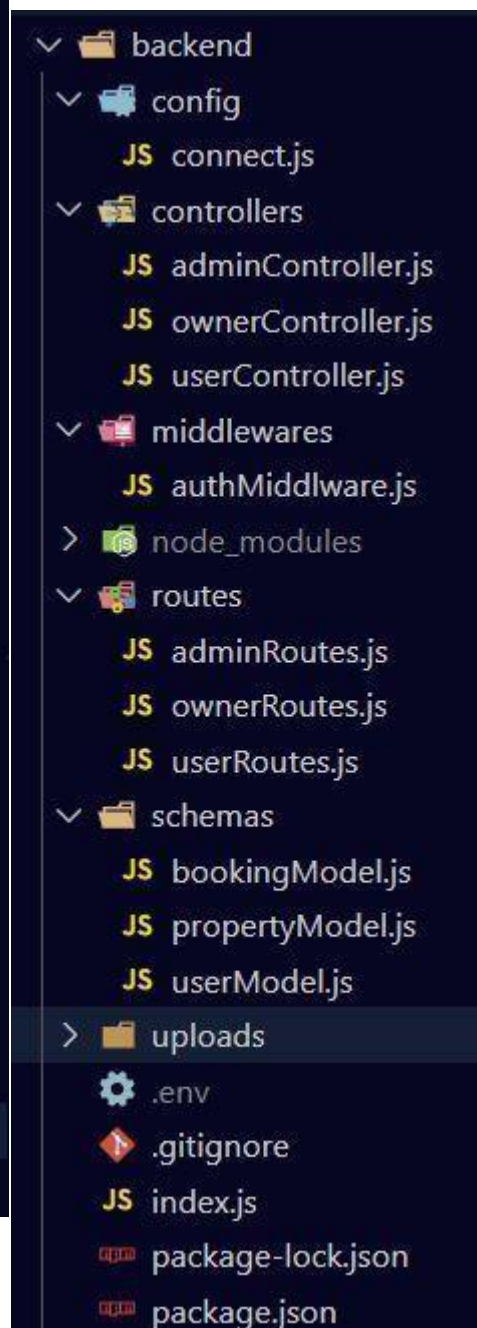 backend
config
JS connect.js
controllers
JS adminController.js
JS ownerController.js
JS userController.js
middlewares
JS authMiddlware.js
node_modules
routes
JS adminRoutes.js
JS ownerRoutes.js
JS userRoutes.js
schemas
JS bookingModel.js
JS propertyModel.js
JS userModel.js
uploads
.env
.gitignore
JS index.js
package-lock.json
package.json